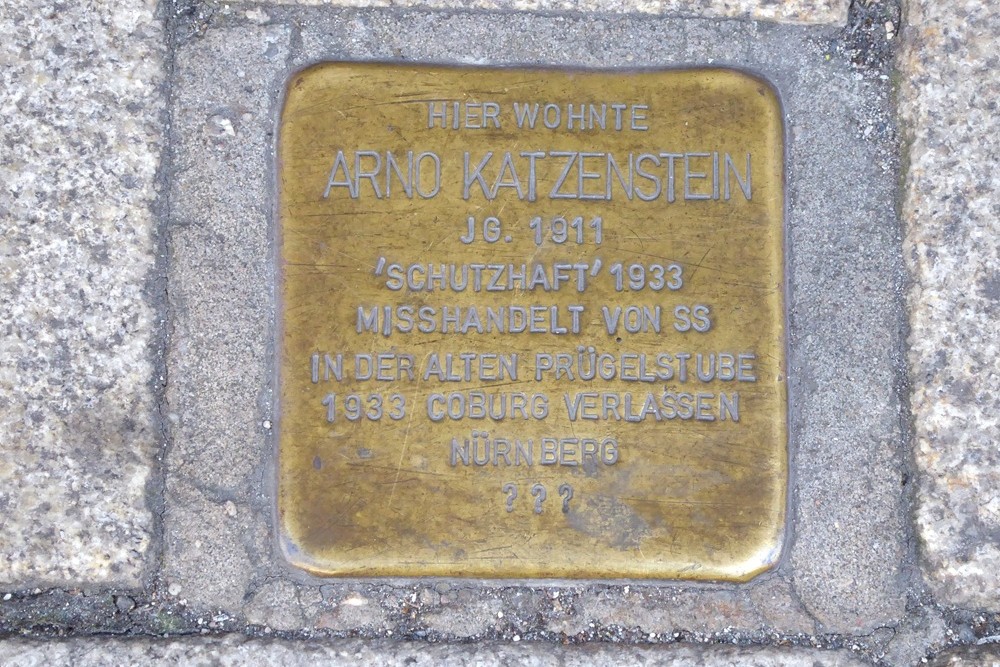 HIER WOHNTE
ARNO KATZENSTEIN
JG. 1911
'SCHUTZHAFT' 1933
MISSHANDELT VON SS
IN DER ALTEN PRÜGELSTUBE
1933 COBURG VERLASSEN
NÜRNBERG
? ? ?